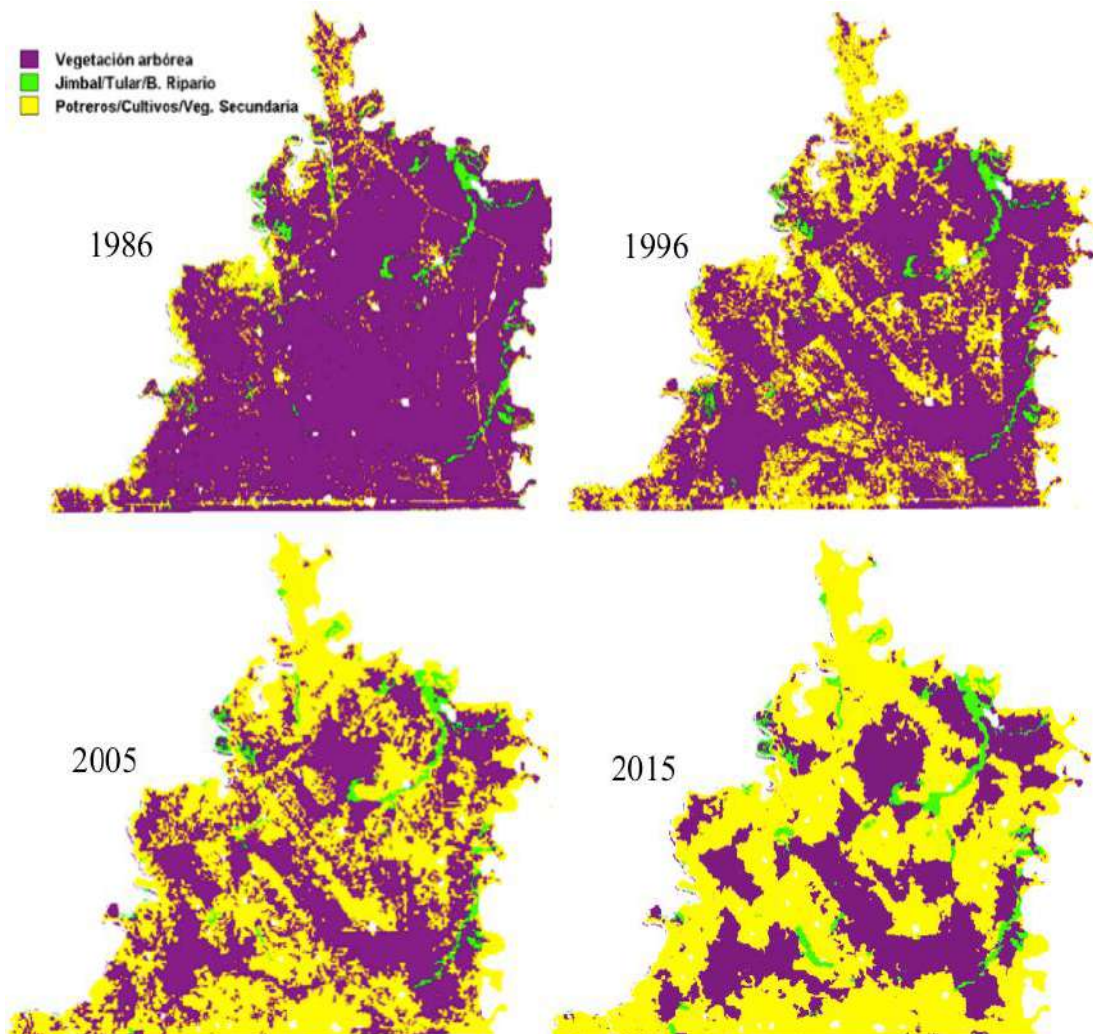 Vegetación arbórea
Jimbal/Tular/B. Ripario
Potreros/Cultivos/Veg. Secundaria
1986
1996
2005
2015